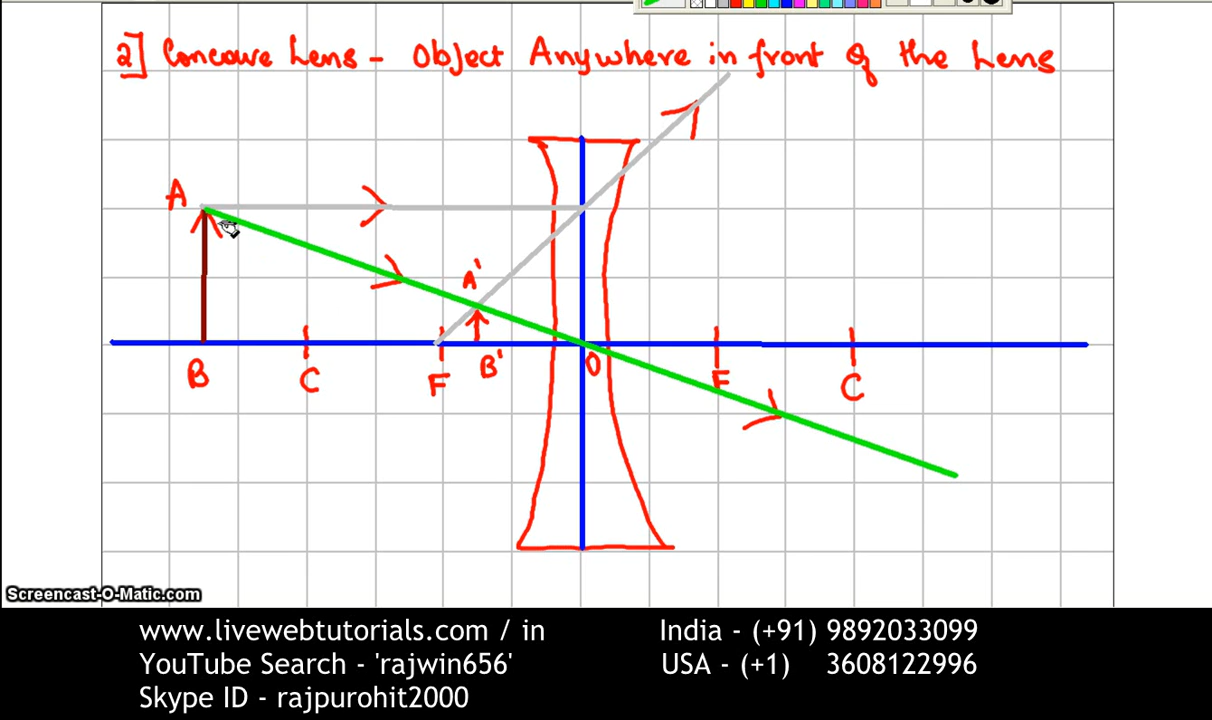 2] Concave Lens - Object Anywhere in front of the Lens
A
A'
B
C
F
B'
O
F
C
Screencast-O-Matic.com
www.livewebtutorials.com / in
India - (+91) 9892033099
YouTube Search - 'rajwin656'
USA - (+1) 3608122996
Skype ID - rajpurohit2000